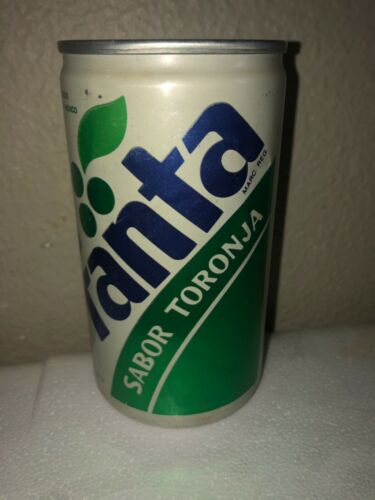 fanta
MARC REG
SABOR TORONJA